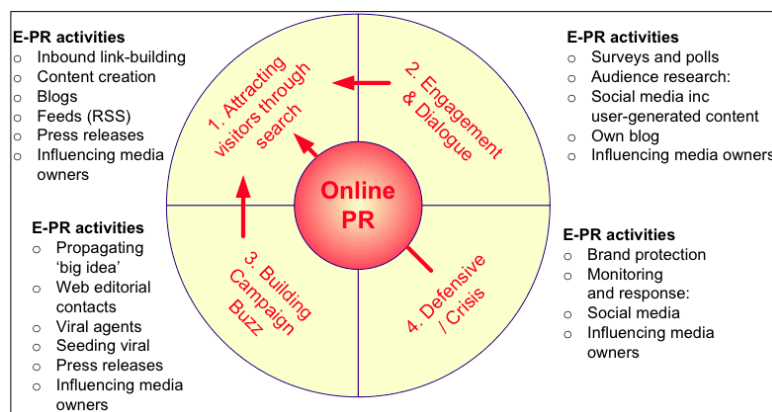 E-PR activities
Inbound link-building
Content creation
Blogs
Feeds (RSS)
Press releases
Influencing media
owners
1. Attracting
visitors through
search
2. Engagement
& Dialogue
E-PR activities
Surveys and polls
Audience research:
Social media inc
user-generated content
Own blog
Influencing media owners
Online
PR
E-PR activities
Propagating
‘big idea’
Web editorial
contacts
Viral agents
Seeding viral
Press releases
Influencing media
owners
3. Building
Campaign
Buzz
4. Defensive
/ Crisis
E-PR activities
Brand protection
Monitoring
and response:
Social media
Influencing media
owners